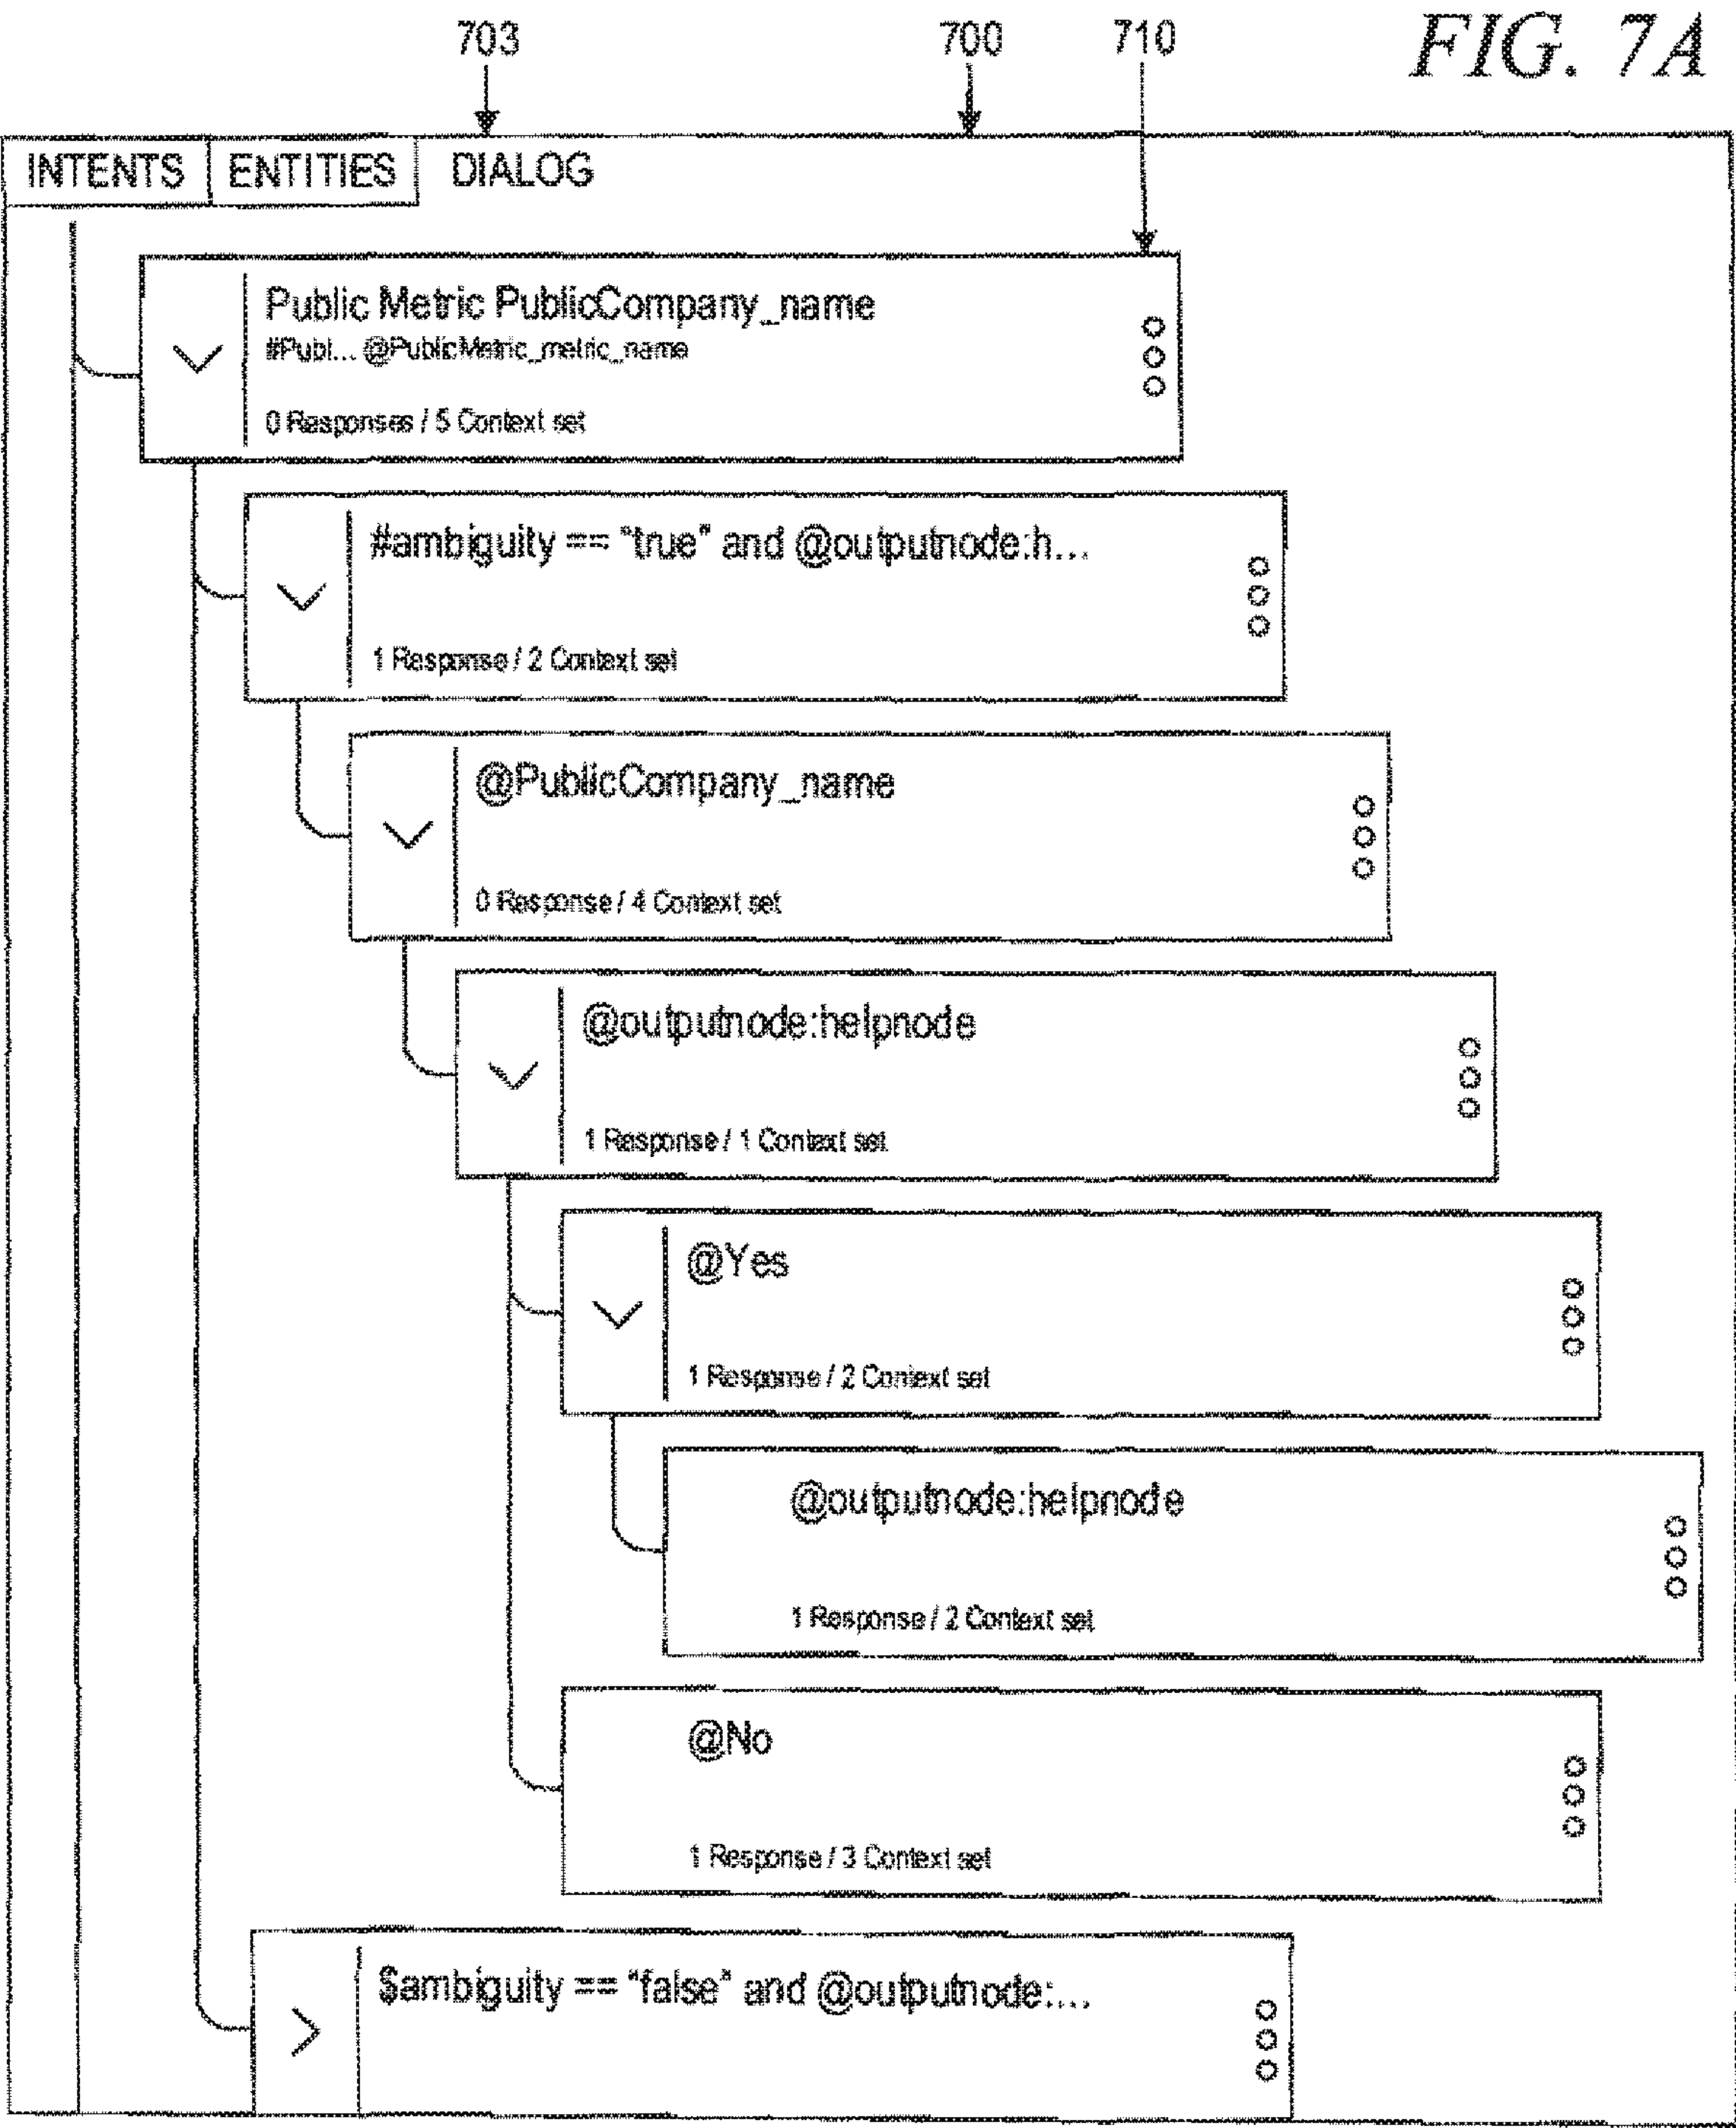 703 700 710 FIG. 7A
INTENTS ENTITIES DIALOG
Public Metric PublicCompany_name
#Publ... @PublicMetric_metric_name
0 Responses / 5 Context set
#ambiguity == "true" and @outputnode:h...
1 Response / 2 Context set
@PublicCompany_name
0 Response / 4 Context set
@outputnode:helpnode
1 Response / 1 Context set
@Yes
1 Response / 2 Context set
@outputnode:helpnode
1 Response / 2 Context set
@No
1 Response / 3 Context set
$ambiguity == "false" and @outputnode:...